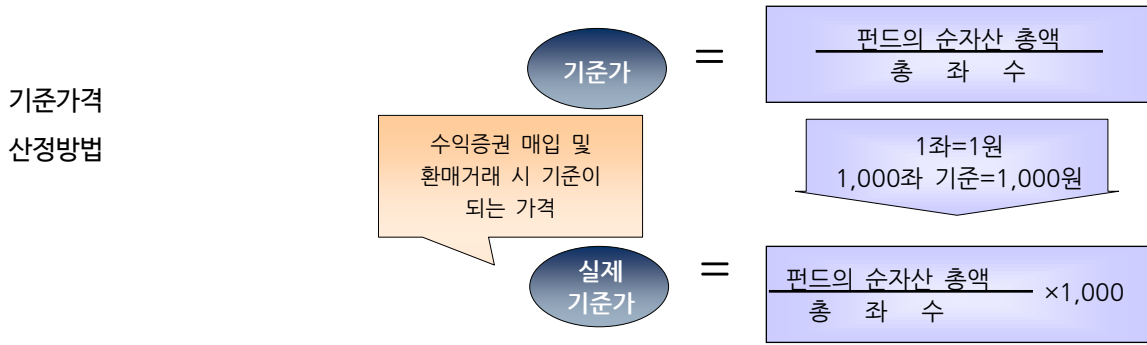 기준가격
산정방법
기준가
=
펀드의 순자산 총액
총 좌 수
수익증권 매입 및
환매거래 시 기준이
되는 가격
1좌=1원
1,000좌 기준=1,000원
실제
기준가
=
펀드의 순자산 총액
총 좌 수
×1,000